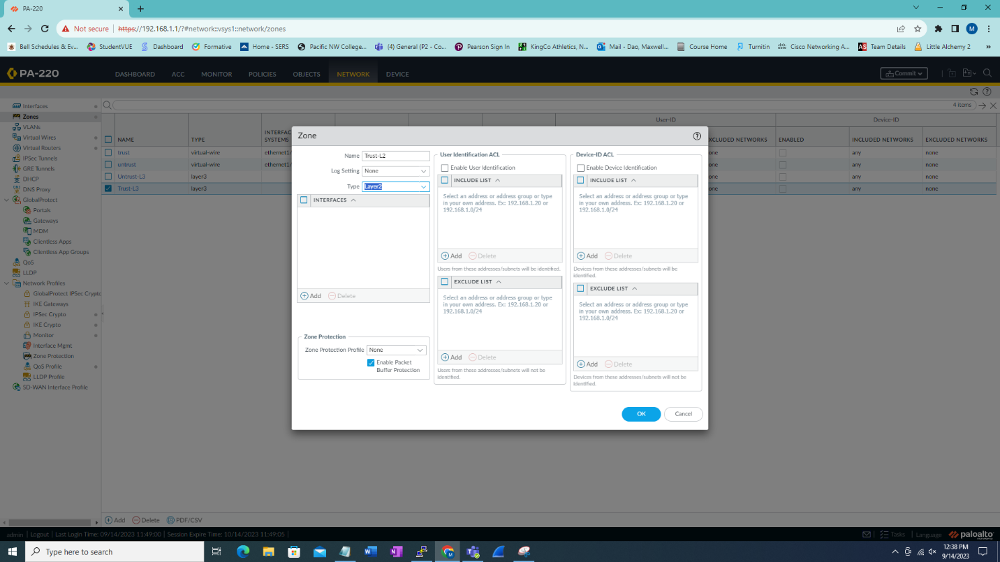 PA-220
Not secure https://192.168.1.1/?#network::vsys1::network/zones
M
Bell Schedules & Ev... StudentVUE Dashboard Formative Home - SERS Pacific NW College... (4) General (P2 - Co... Pearson Sign In KingCo Athletics, N... Mail - Dao, Maxwell... Course Home Turnitin Cisco Networking A... Team Details Little Alchemy 2 »
PA-220 DASHBOARD ACC MONITOR POLICIES OBJECTS NETWORK DEVICE Commit
Interfaces
Zones
VLANs
Virtual Wires
Virtual Routers
IPSec Tunnels
GRE Tunnels
DHCP
DNS Proxy
GlobalProtect
Portals
Gateways
MDM
Clientless Apps
Clientless App Groups
QoS
LLDP
Network Profiles
GlobalProtect IPSec Crypto
IKE Gateways
IPSec Crypto
IKE Crypto
Monitor
Interface Mgmt
Zone Protection
QoS Profile
LLDP Profile
SD-WAN Interface Profile
4 items
User-ID Device-ID
NAME TYPE INTERFAC SYSTEMS EXCLUDED NETWORKS ENABLED INCLUDED NETWORKS EXCLUDED NETWORKS
trust virtual-wire ethernet1/ one any none
untrust virtual-wire ethernet1/ one any none
Untrust-L3 layer3 one any none
Trust-L3 layer3 one any none
Zone
Name Trust-L2
Log Setting None
Type Layer2
INTERFACES
Add Delete
Zone Protection
Zone Protection Profile None
Enable Packet
Buffer Protection
User Identification ACL
Enable User Identification
INCLUDE LIST
Select an address or address group or type
in your own address. Ex: 192.168.1.20 or
192.168.1.0/24
Add Delete
Users from these addresses/subnets will be identified.
EXCLUDE LIST
Select an address or address group or type
in your own address. Ex: 192.168.1.20 or
192.168.1.0/24
Add Delete
Users from these addresses/subnets will not be
identified.
Device-ID ACL
Enable Device Identification
INCLUDE LIST
Select an address or address group or type
in your own address. Ex: 192.168.1.20 or
192.168.1.0/24
Add Delete
Devices from these addresses/subnets will be
identified.
EXCLUDE LIST
Select an address or address group or type
in your own address. Ex: 192.168.1.20 or
192.168.1.0/24
Add Delete
Devices from these addresses/subnets will not be
identified.
OK Cancel
Add Delete PDF/CSV
admin | Logout | Last Login Time: 09/14/2023 11:49:00 | Session Expire Time: 10/14/2023 11:49:05 | Tasks | Language paloalto NETWORKS
Type here to search
12:38 PM
9/14/2023